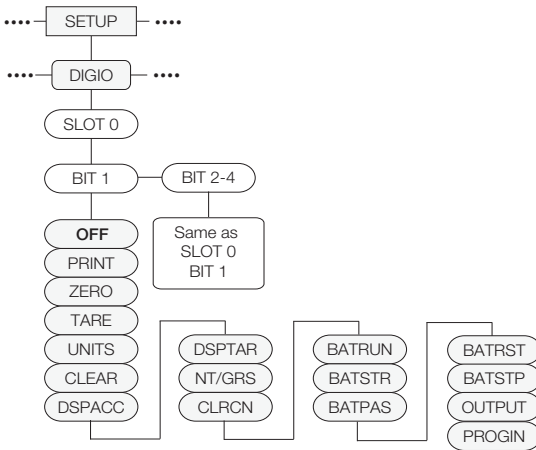 SETUP
DIGIO
SLOT 0
BIT 1
BIT 2-4
OFF
PRINT
ZERO
TARE
UNITS
CLEAR
DSPACC
Same as
SLOT 0
BIT 1
DSPTAR
NT/GRS
CLRCN
BATRUN
BATSTR
BATPAS
BATRST
BATSTP
OUTPUT
PROGIN